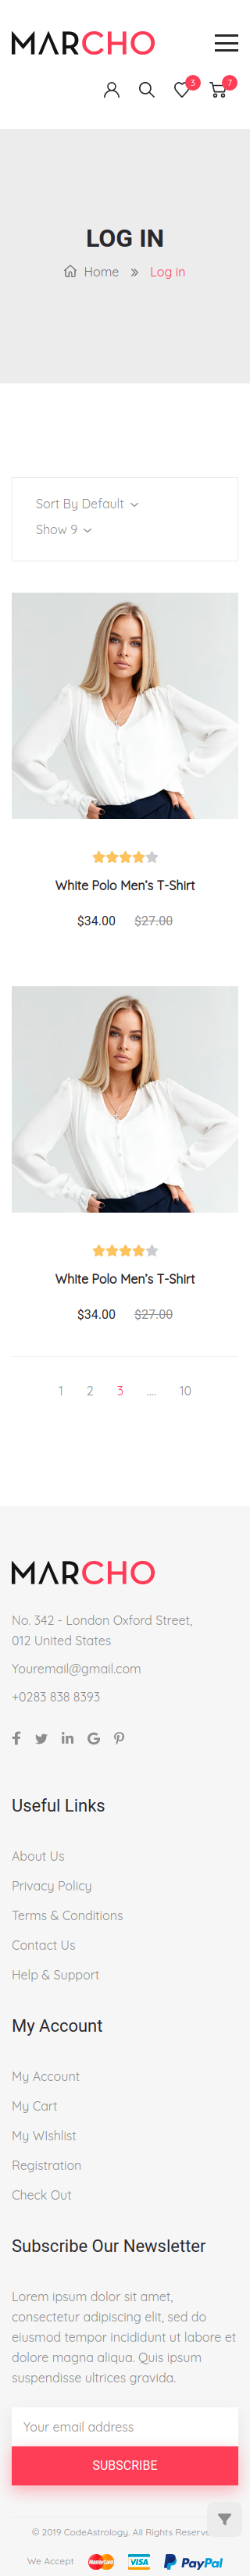 MARCHO
3
7
LOG IN
Home » Log in
Sort By Default
Show 9
White Polo Men's T-Shirt
$34.00 $27.00
White Polo Men's T-Shirt
$34.00 $27.00
1 2 3 .... 10
MARCHO
No. 342 - London Oxford Street,
012 United States
Youremail@gmail.com
+0283 838 8393
Useful Links
About Us
Privacy Policy
Terms & Conditions
Contact Us
Help & Support
My Account
My Account
My Cart
My WIshlist
Registration
Check Out
Subscribe Our Newsletter
Lorem ipsum dolor sit amet,
consectetur adipiscing elit, sed do
eiusmod tempor incididunt ut labore et
dolore magna aliqua. Quis ipsum
suspendisse ultrices gravida.
Your email address
SUBSCRIBE
© 2019 CodeAstrology. All Rights Reserve
We Accept MasterCard VISA PayPal